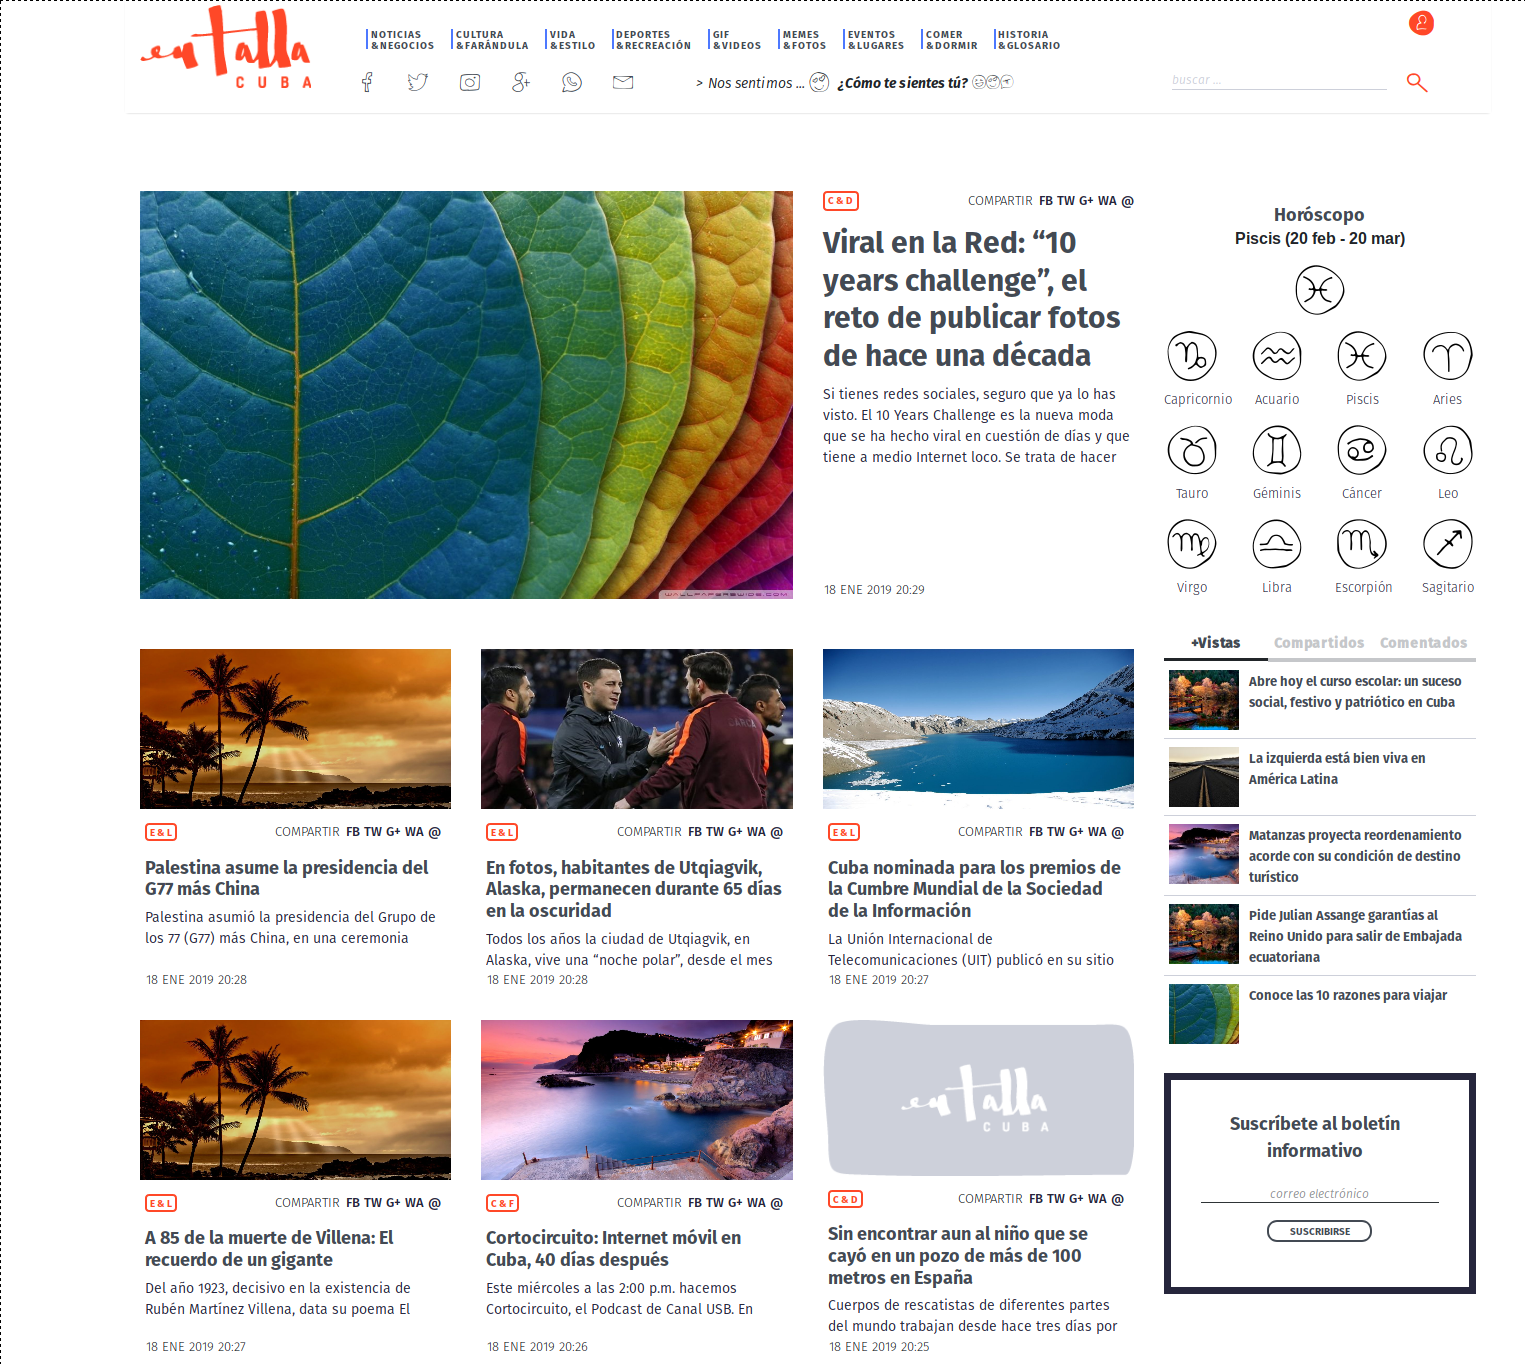 en talla
CUBA
NOTICIAS
&NEGOCIOS
CULTURA
&FARÁNDULA
VIDA
&ESTILO
DEPORTES
&RECREACIÓN
GIF
&VIDEOS
MEMES
&FOTOS
EVENTOS
&LUGARES
COMER
&DORMIR
HISTORIA
&GLOSARIO
> Nos sentimos ... ¿Cómo te sientes tú?
buscar ...
C & D COMPARTIR FB TW G+ WA @
Viral en la Red: “10
years challenge”, el
reto de publicar fotos
de hace una década
Si tienes redes sociales, seguro que ya lo has
visto. El 10 Years Challenge es la nueva moda
que se ha hecho viral en cuestión de días y que
tiene a medio Internet loco. Se trata de hacer
18 ENE 2019 20:29
WALLPAPERSWIDE.COM
Horóscopo
Piscis (20 feb - 20 mar)
Capricornio Acuario Piscis Aries
Tauro Géminis Cáncer Leo
Virgo Libra Escorpión Sagitario
+Vistas Compartidos Comentados
Abre hoy el curso escolar: un suceso
social, festivo y patriótico en Cuba
La izquierda está bien viva en
América Latina
Matanzas proyecta reordenamiento
acorde con su condición de destino
turístico
Pide Julian Assange garantías al
Reino Unido para salir de Embajada
ecuatoriana
Conoce las 10 razones para viajar
Suscríbete al boletín
informativo
correo electrónico
SUSCRIBIRSE
E & L COMPARTIR FB TW G+ WA @
Palestina asume la presidencia del
G77 más China
Palestina asumió la presidencia del Grupo de
los 77 (G77) más China, en una ceremonia
18 ENE 2019 20:28
BARCA
E & L COMPARTIR FB TW G+ WA @
En fotos, habitantes de Utqiagvik,
Alaska, permanecen durante 65 días
en la oscuridad
Todos los años la ciudad de Utqiagvik, en
Alaska, vive una “noche polar”, desde el mes
18 ENE 2019 20:28
E & L COMPARTIR FB TW G+ WA @
Cuba nominada para los premios de
la Cumbre Mundial de la Sociedad
de la Información
La Unión Internacional de
Telecomunicaciones (UIT) publicó en su sitio
18 ENE 2019 20:27
E & L COMPARTIR FB TW G+ WA @
A 85 de la muerte de Villena: El
recuerdo de un gigante
Del año 1923, decisivo en la existencia de
Rubén Martínez Villena, data su poema El
18 ENE 2019 20:27
C & F COMPARTIR FB TW G+ WA @
Cortocircuito: Internet móvil en
Cuba, 40 días después
Este miércoles a las 2:00 p.m. hacemos
Cortocircuito, el Podcast de Canal USB. En
18 ENE 2019 20:26
en talla
CUBA
C & D COMPARTIR FB TW G+ WA @
Sin encontrar aun al niño que se
cayó en un pozo de más de 100
metros en España
Cuerpos de rescatistas de diferentes partes
del mundo trabajan desde hace tres días por
18 ENE 2019 20:25